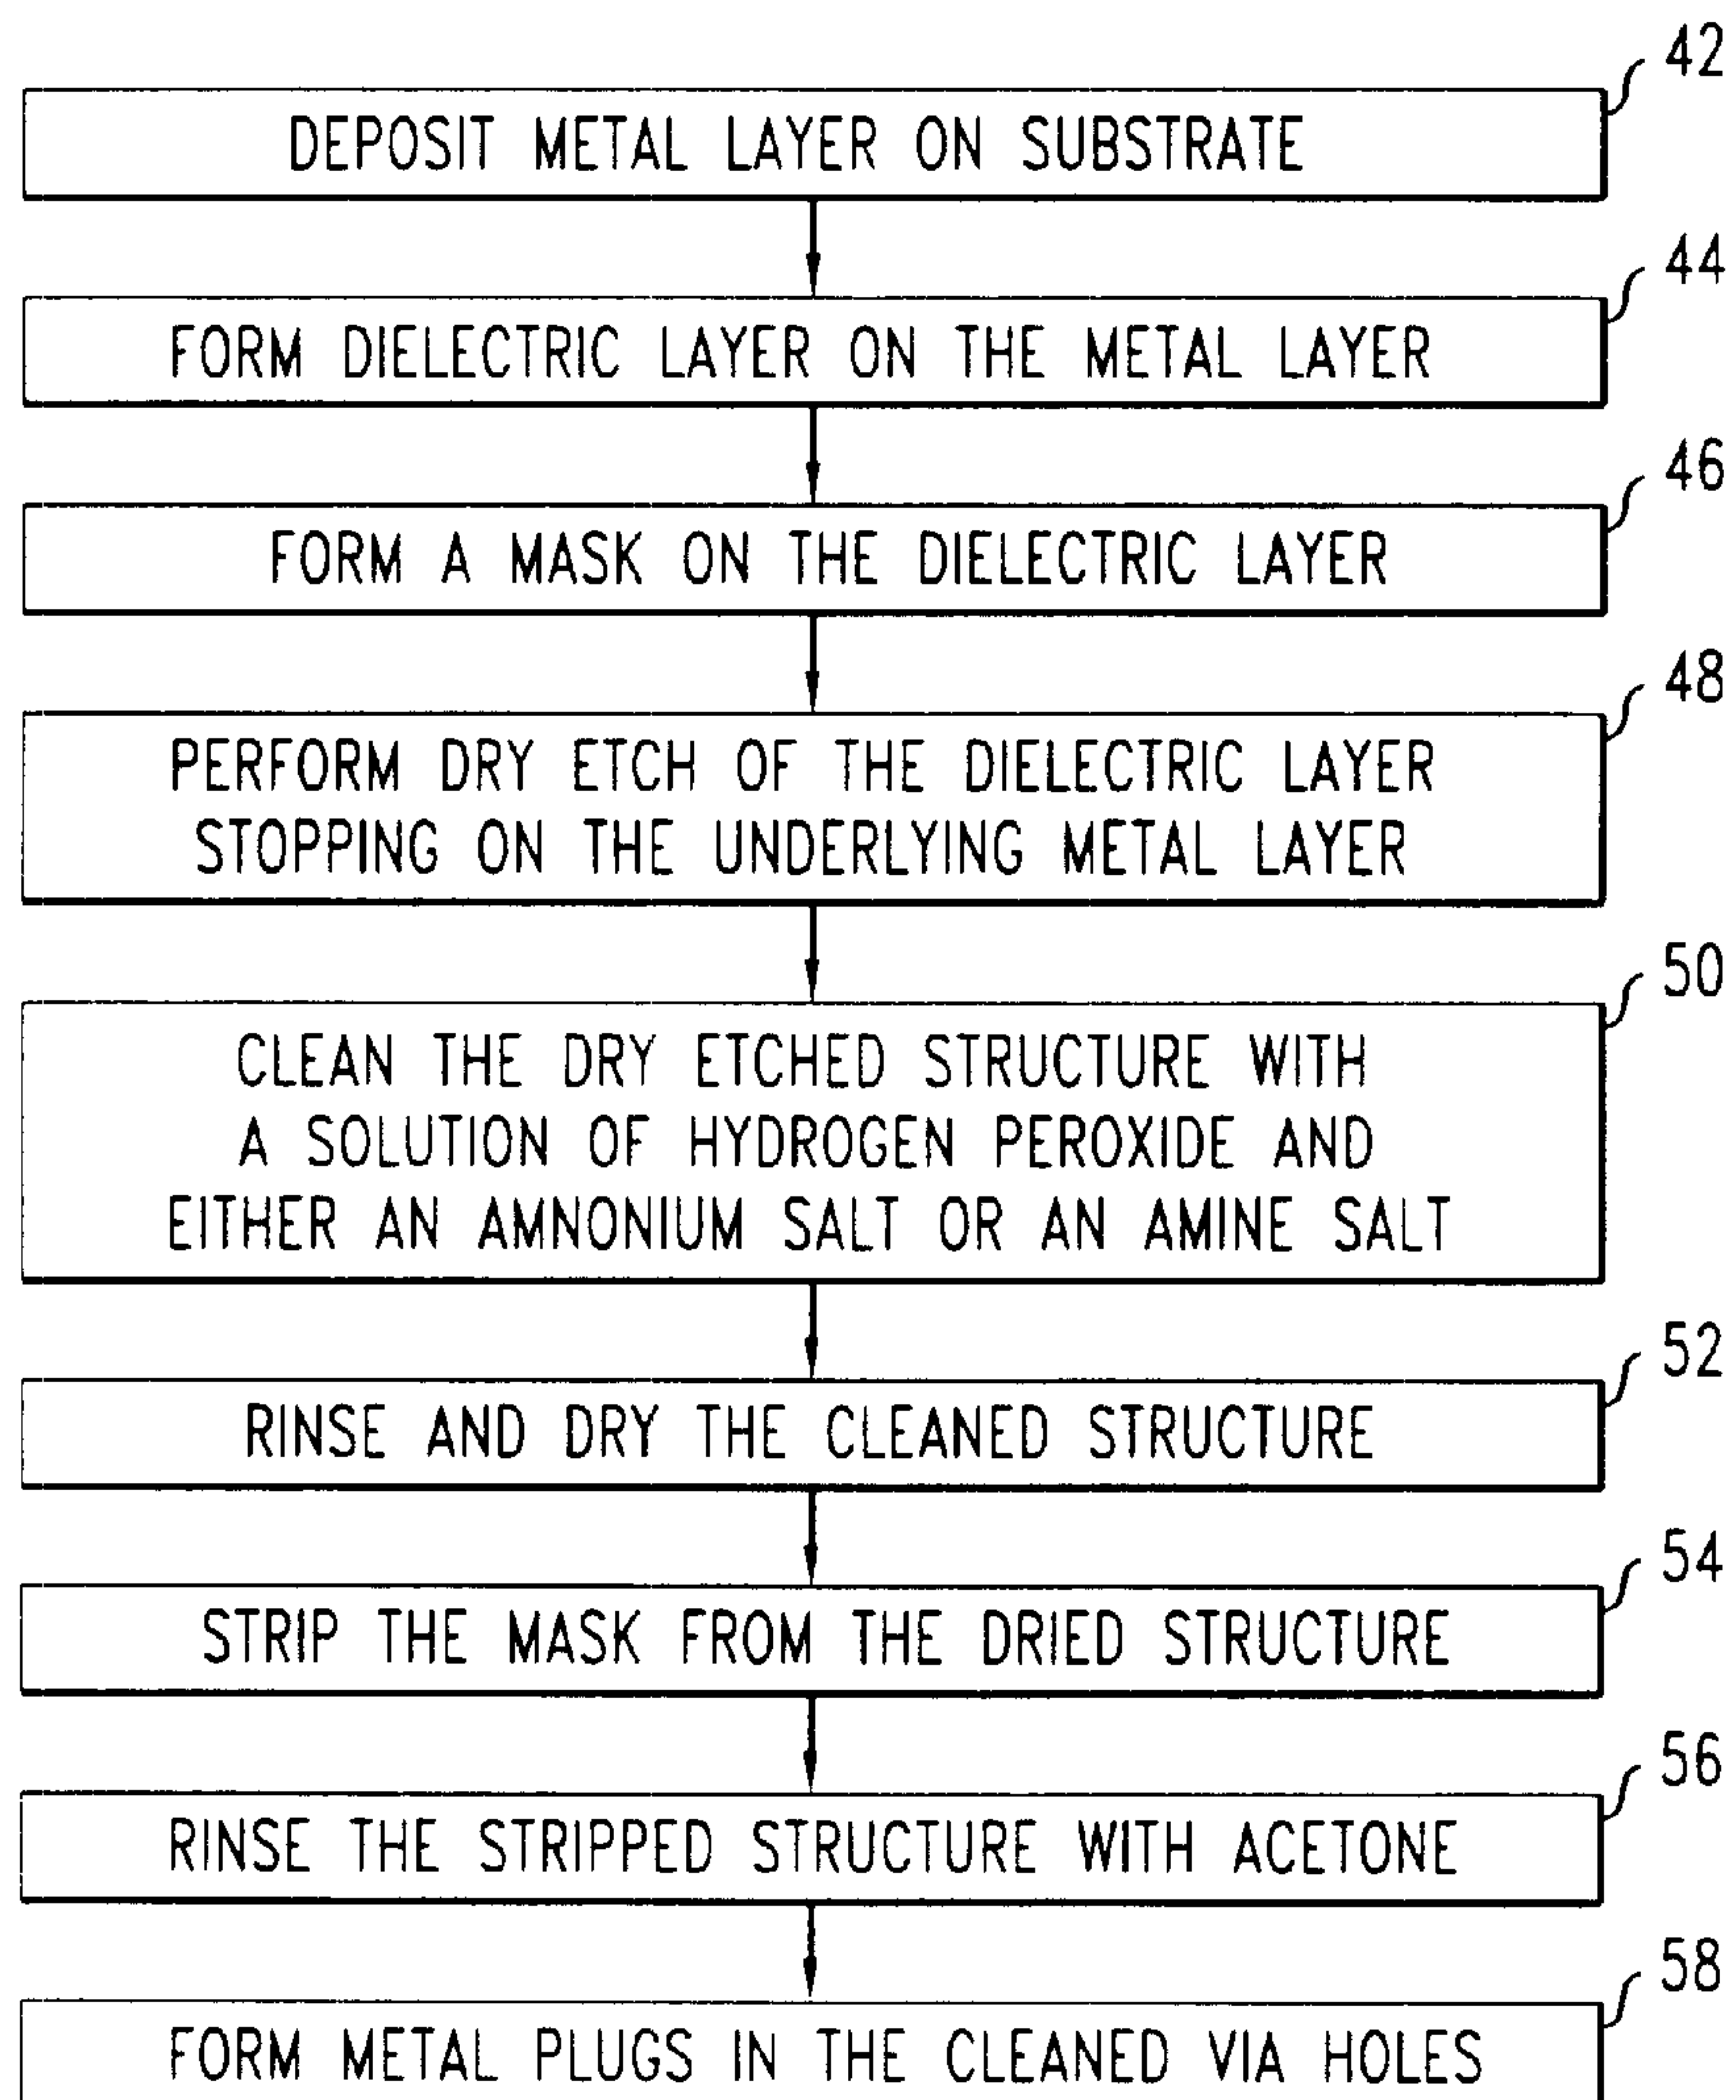 42
DEPOSIT METAL LAYER ON SUBSTRATE
44
FORM DIELECTRIC LAYER ON THE METAL LAYER
46
FORM A MASK ON THE DIELECTRIC LAYER
48
PERFORM DRY ETCH OF THE DIELECTRIC LAYER
STOPPING ON THE UNDERLYING METAL LAYER
50
CLEAN THE DRY ETCHED STRUCTURE WITH
A SOLUTION OF HYDROGEN PEROXIDE AND
EITHER AN AMNONIUM SALT OR AN AMINE SALT
52
RINSE AND DRY THE CLEANED STRUCTURE
54
STRIP THE MASK FROM THE DRIED STRUCTURE
56
RINSE THE STRIPPED STRUCTURE WITH ACETONE
58
FORM METAL PLUGS IN THE CLEANED VIA HOLES